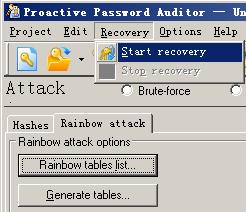 Proactive Password Auditor — Un
Project Edit Recovery Options Help
Start recovery
Stop recovery
Attack
Brute-force
Hashes Rainbow attack
Rainbow attack options
Rainbow tables list...
Generate tables...